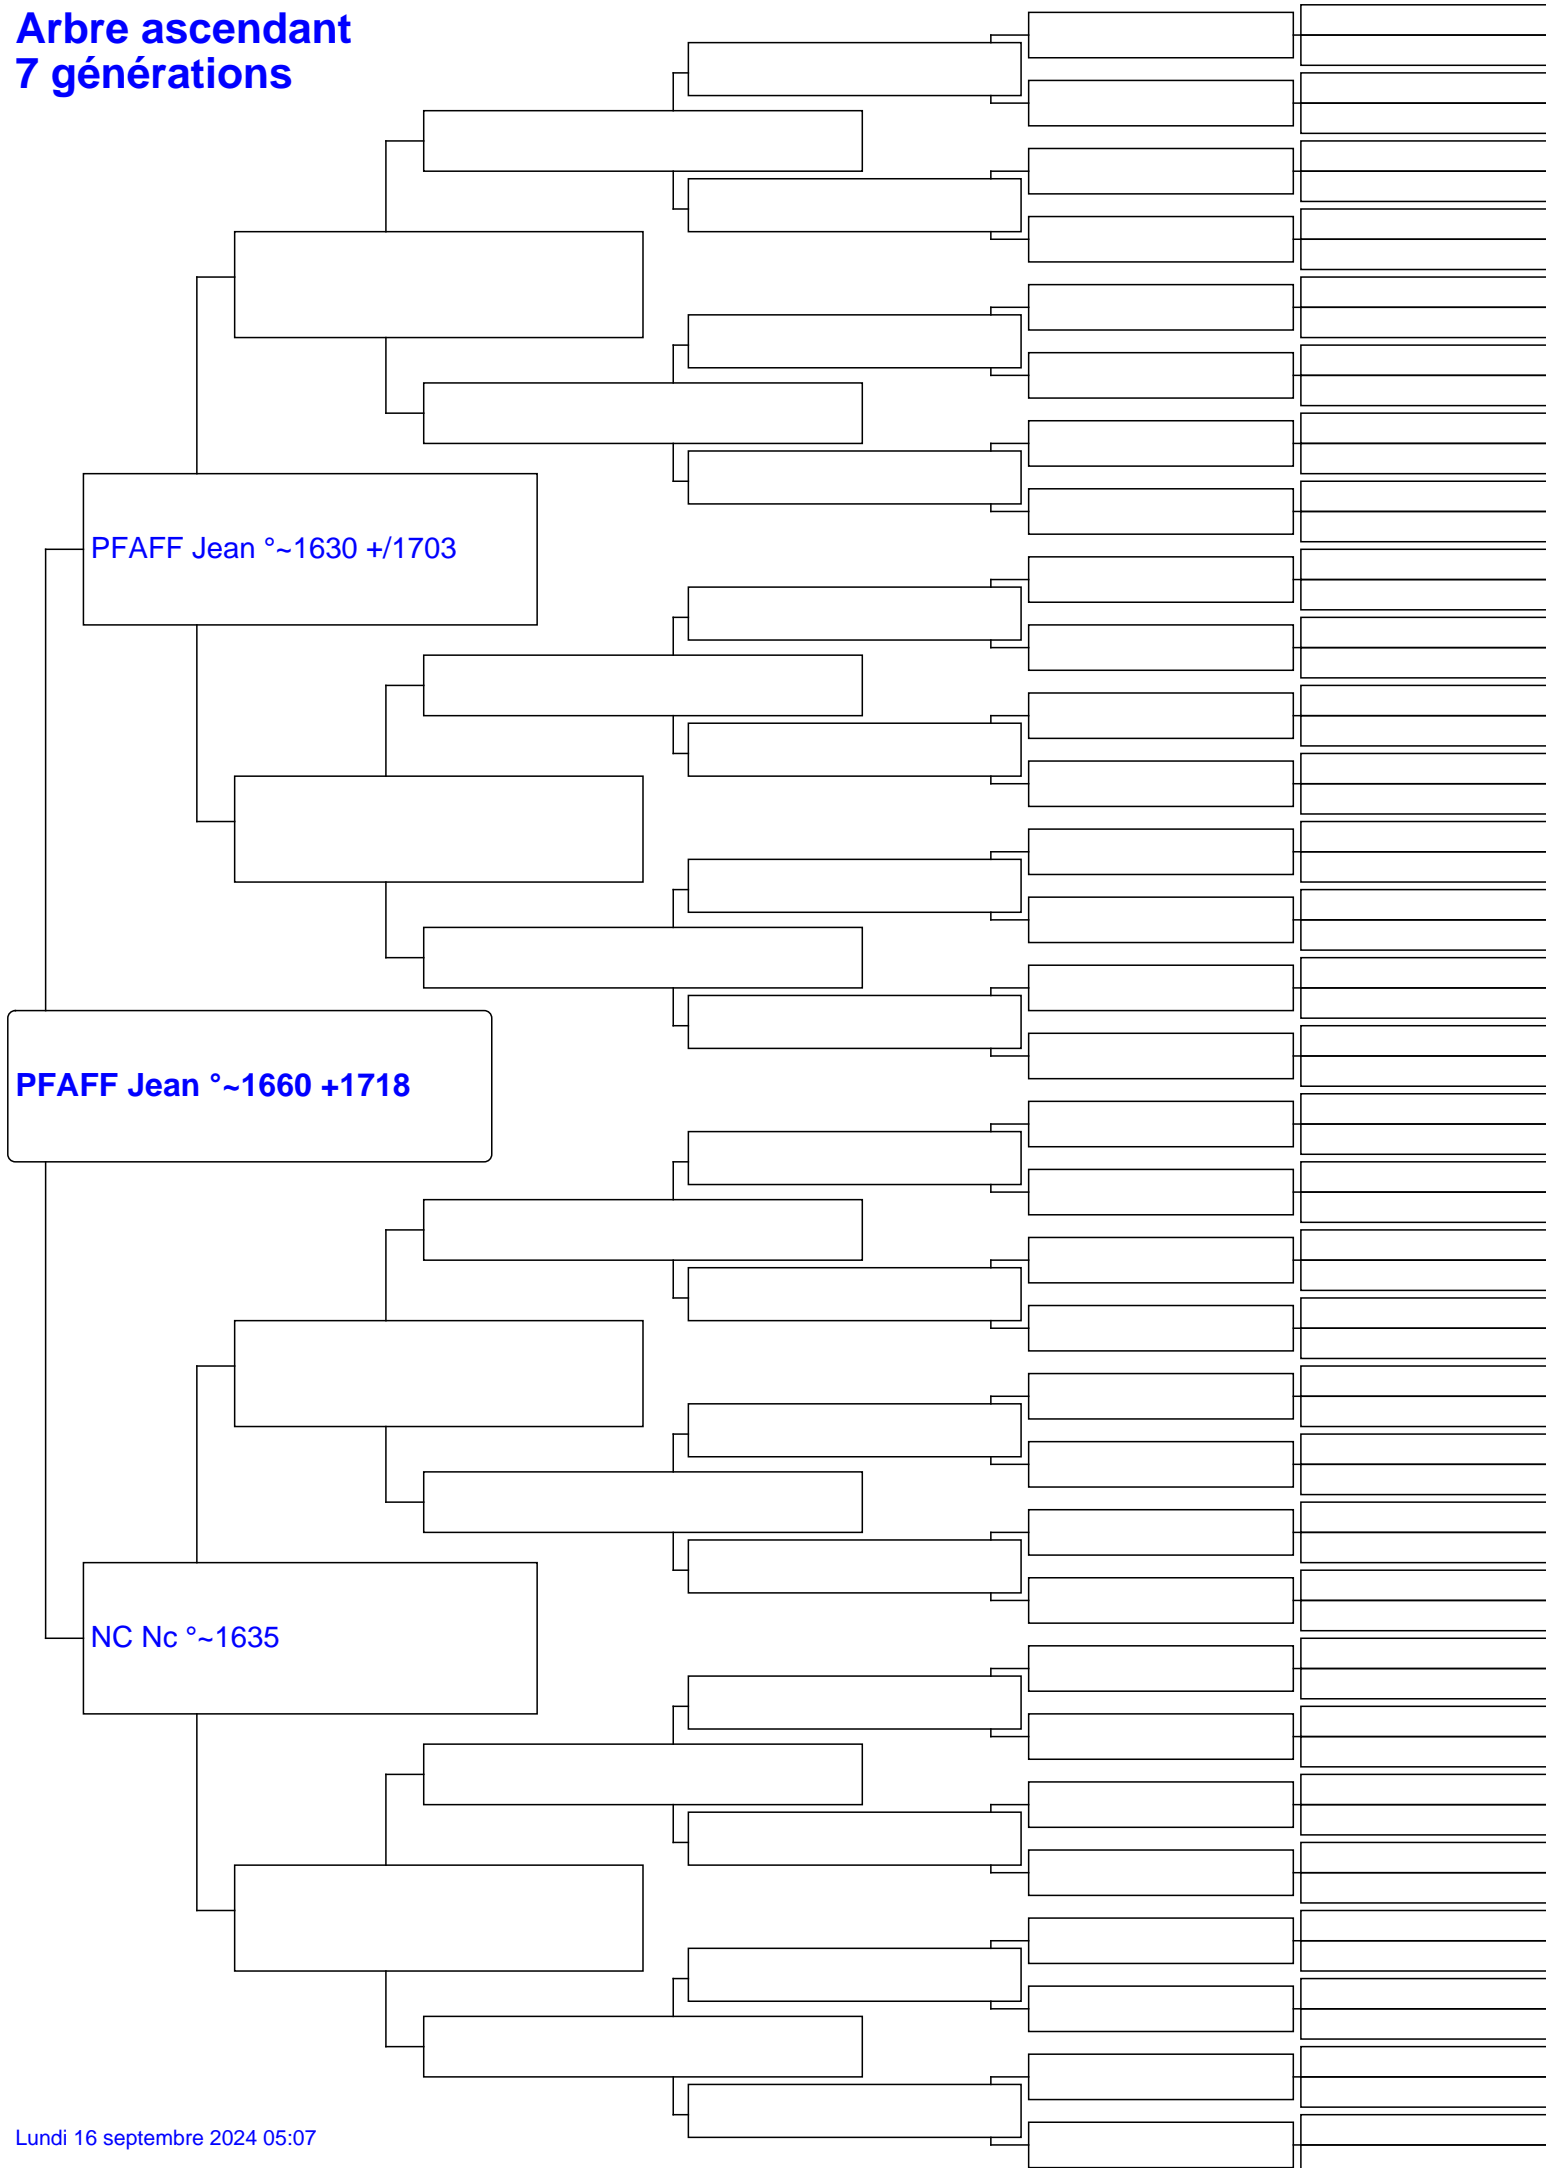 Arbre ascendant
7 générations
PFAFF Jean °~1630 +/1703
PFAFF Jean °~1660 +1718
NC Nc °~1635
Lundi 16 septembre 2024 05:07